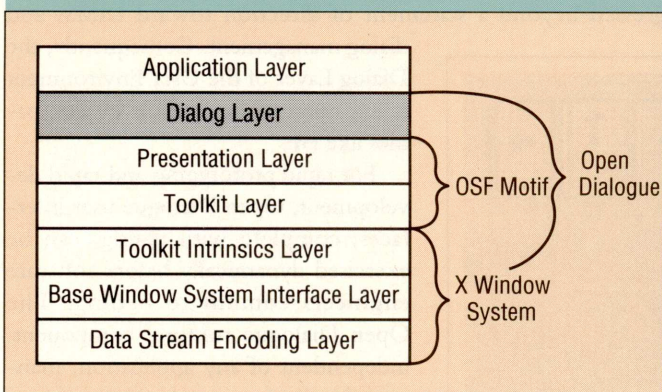 Application Layer
Dialog Layer
Presentation Layer
Toolkit Layer
Toolkit Intrinsics Layer
Base Window System Interface Layer
Data Stream Encoding Layer
OSF Motif
X Window
System
Open
Dialogue